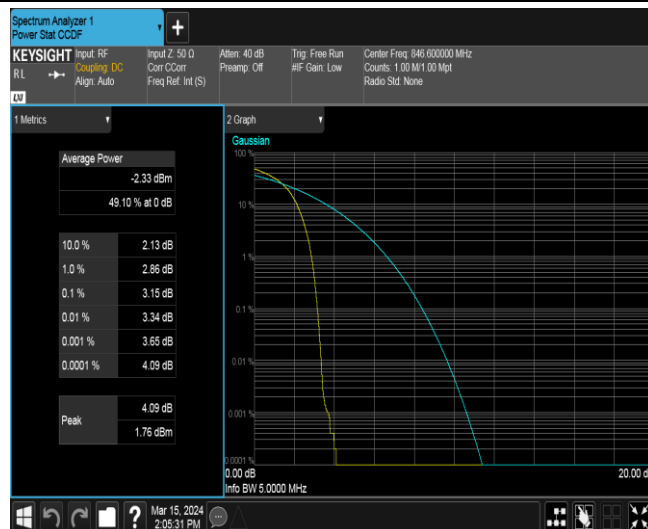 Spectrum Analyzer 1
Power Stat CCDF
+
KEYSIGHT Input: RF Input Z: 50 Ω Atten: 40 dB Trig: Free Run Center Freq: 846.600000 MHz
RL Coupling: DC Corr CCorr Preamp: Off #IF Gain: Low Counts: 1.00 M/1.00 Mpt
Align: Auto Freq Ref: Int (S) Radio Std: None
LXI
1 Metrics
Average Power
-2.33 dBm
49.10 % at 0 dB
10.0 % 2.13 dB
1.0 % 2.86 dB
0.1 % 3.15 dB
0.01 % 3.34 dB
0.001 % 3.65 dB
0.0001 % 4.09 dB
Peak 4.09 dB
1.76 dBm
2 Graph
Gaussian
100 %
10 %
1 %
0.1 %
0.01 %
0.001 %
0.0001 %
0.00 dB 20.00 d
Info BW 5.0000 MHz
? Mar 15, 2024
2:05:31 PM